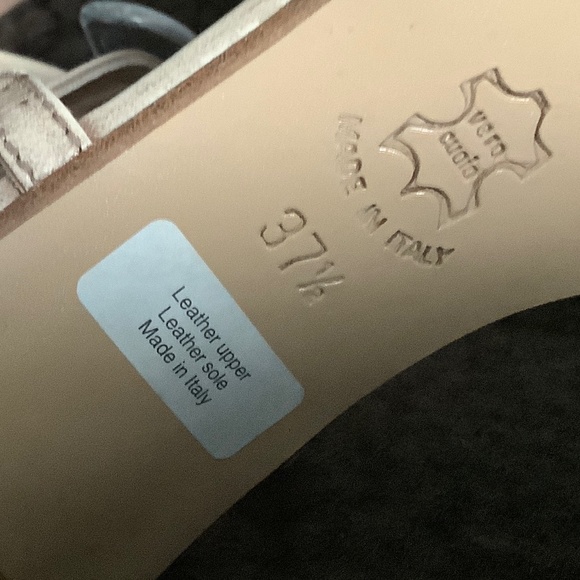 vero
cuoio
MADE IN ITALY
37½
Leather upper
Leather sole
Made in Italy